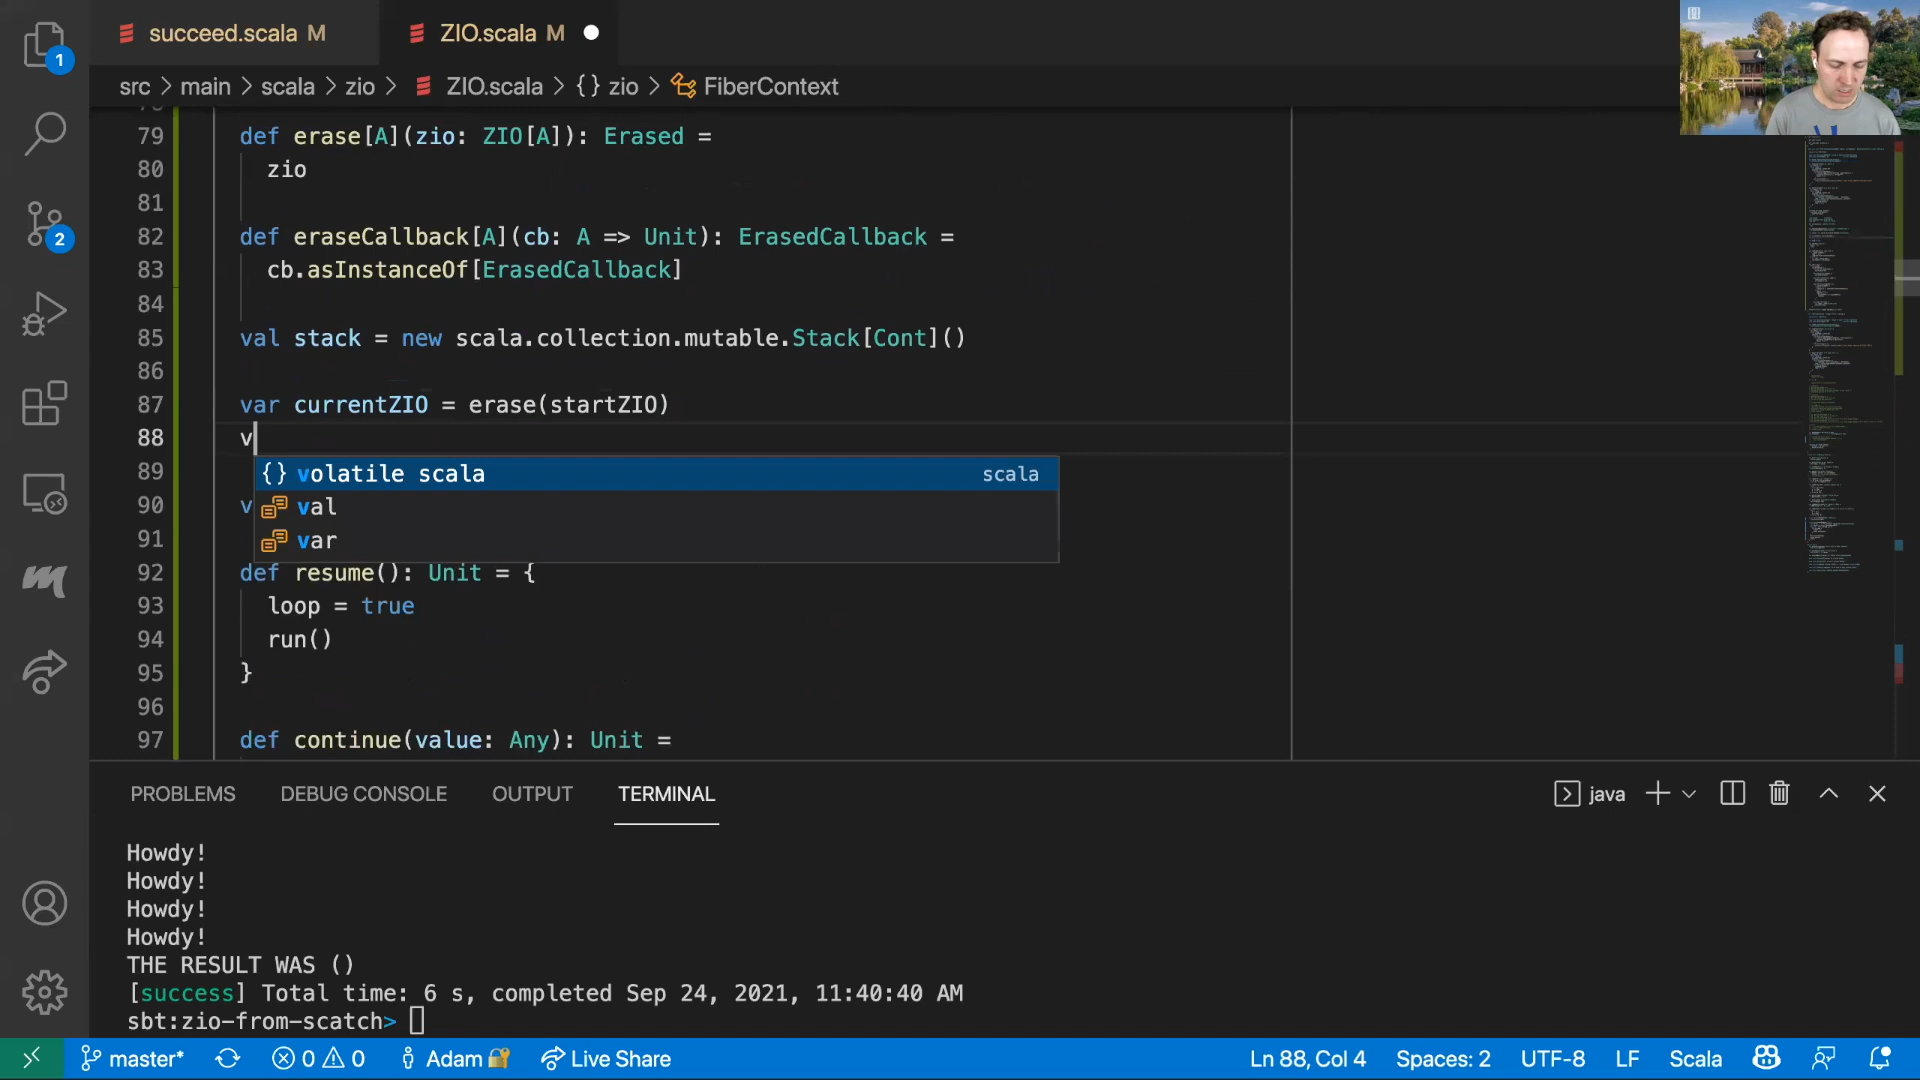 succeed.scala M
ZIO.scala M
1
src > main > scala > zio > ZIO.scala > {} zio > FiberContext
79 def erase[A](zio: ZIO[A]): Erased =
80 zio
81
82 def eraseCallback[A](cb: A => Unit): ErasedCallback =
83 cb.asInstanceOf[ErasedCallback]
84
2
85 val stack = new scala.collection.mutable.Stack[Cont]()
86
87 var currentZIO = erase(startZIO)
88 v
89 {} volatile scala scala
90 v val
91 var
92 def resume(): Unit = {
93 loop = true
94 run()
95 }
96
97 def continue(value: Any): Unit =
PROBLEMS DEBUG CONSOLE OUTPUT TERMINAL java
Howdy!
Howdy!
Howdy!
Howdy!
THE RESULT WAS ()
[success] Total time: 6 s, completed Sep 24, 2021, 11:40:40 AM
sbt:zio-from-scatch>
master* 0 0 Adam Live Share Ln 88, Col 4 Spaces: 2 UTF-8 LF Scala